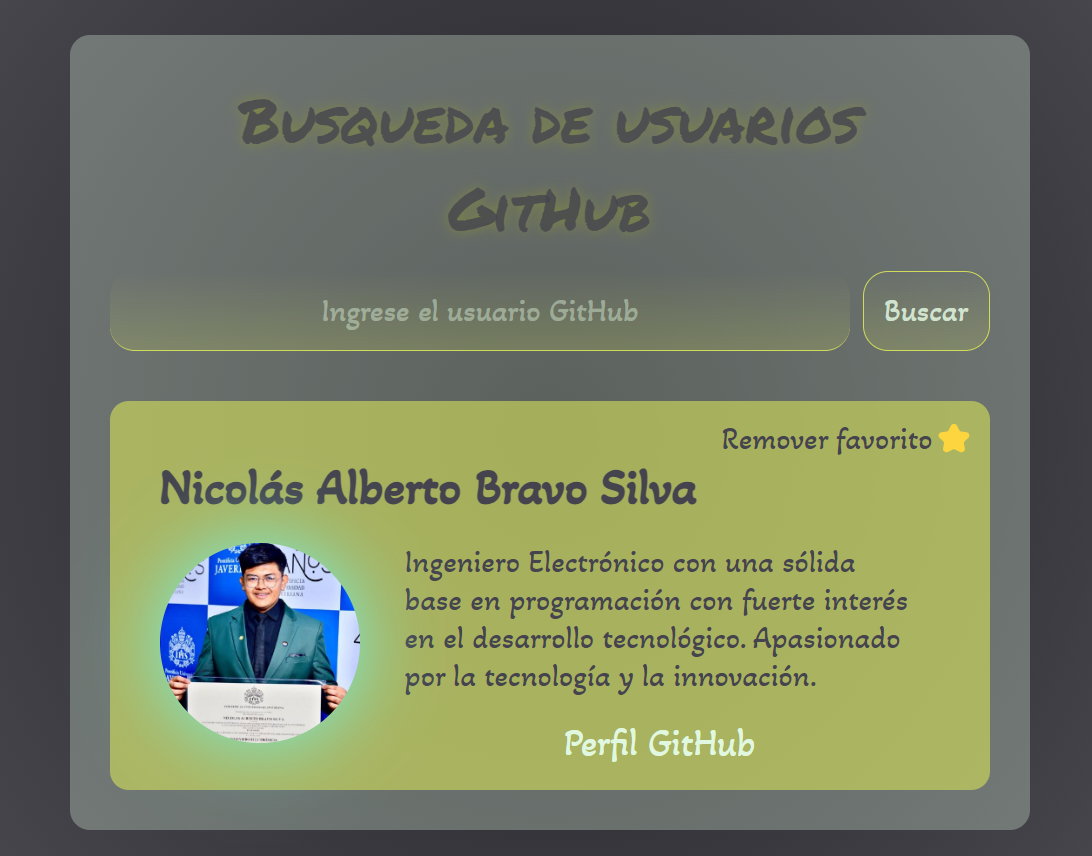 Busqueda de usuarios
GitHub
Ingrese el usuario GitHub
Buscar
Remover favorito
Nicolás Alberto Bravo Silva
Ingeniero Electrónico con una sólida
base en programación con fuerte interés
en el desarrollo tecnológico. Apasionado
por la tecnología y la innovación.
Perfil GitHub